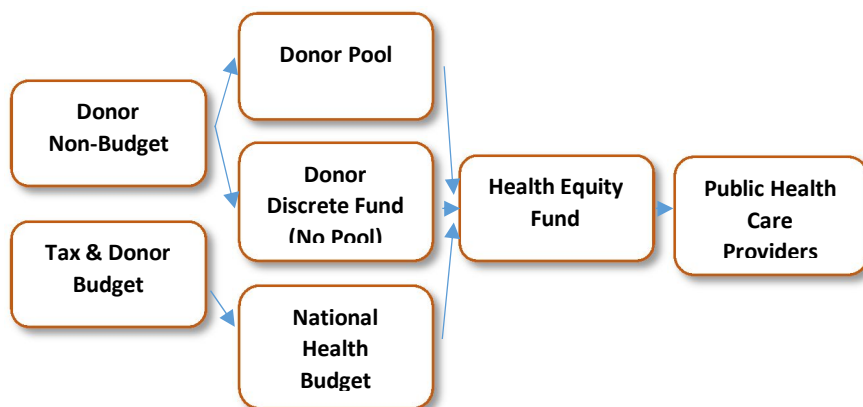 Donor
Non-Budget
Tax & Donor
Budget
Donor Pool
Donor
Discrete Fund
(No Pool)
National
Health
Budget
Health Equity
Fund
Public Health
Care
Providers